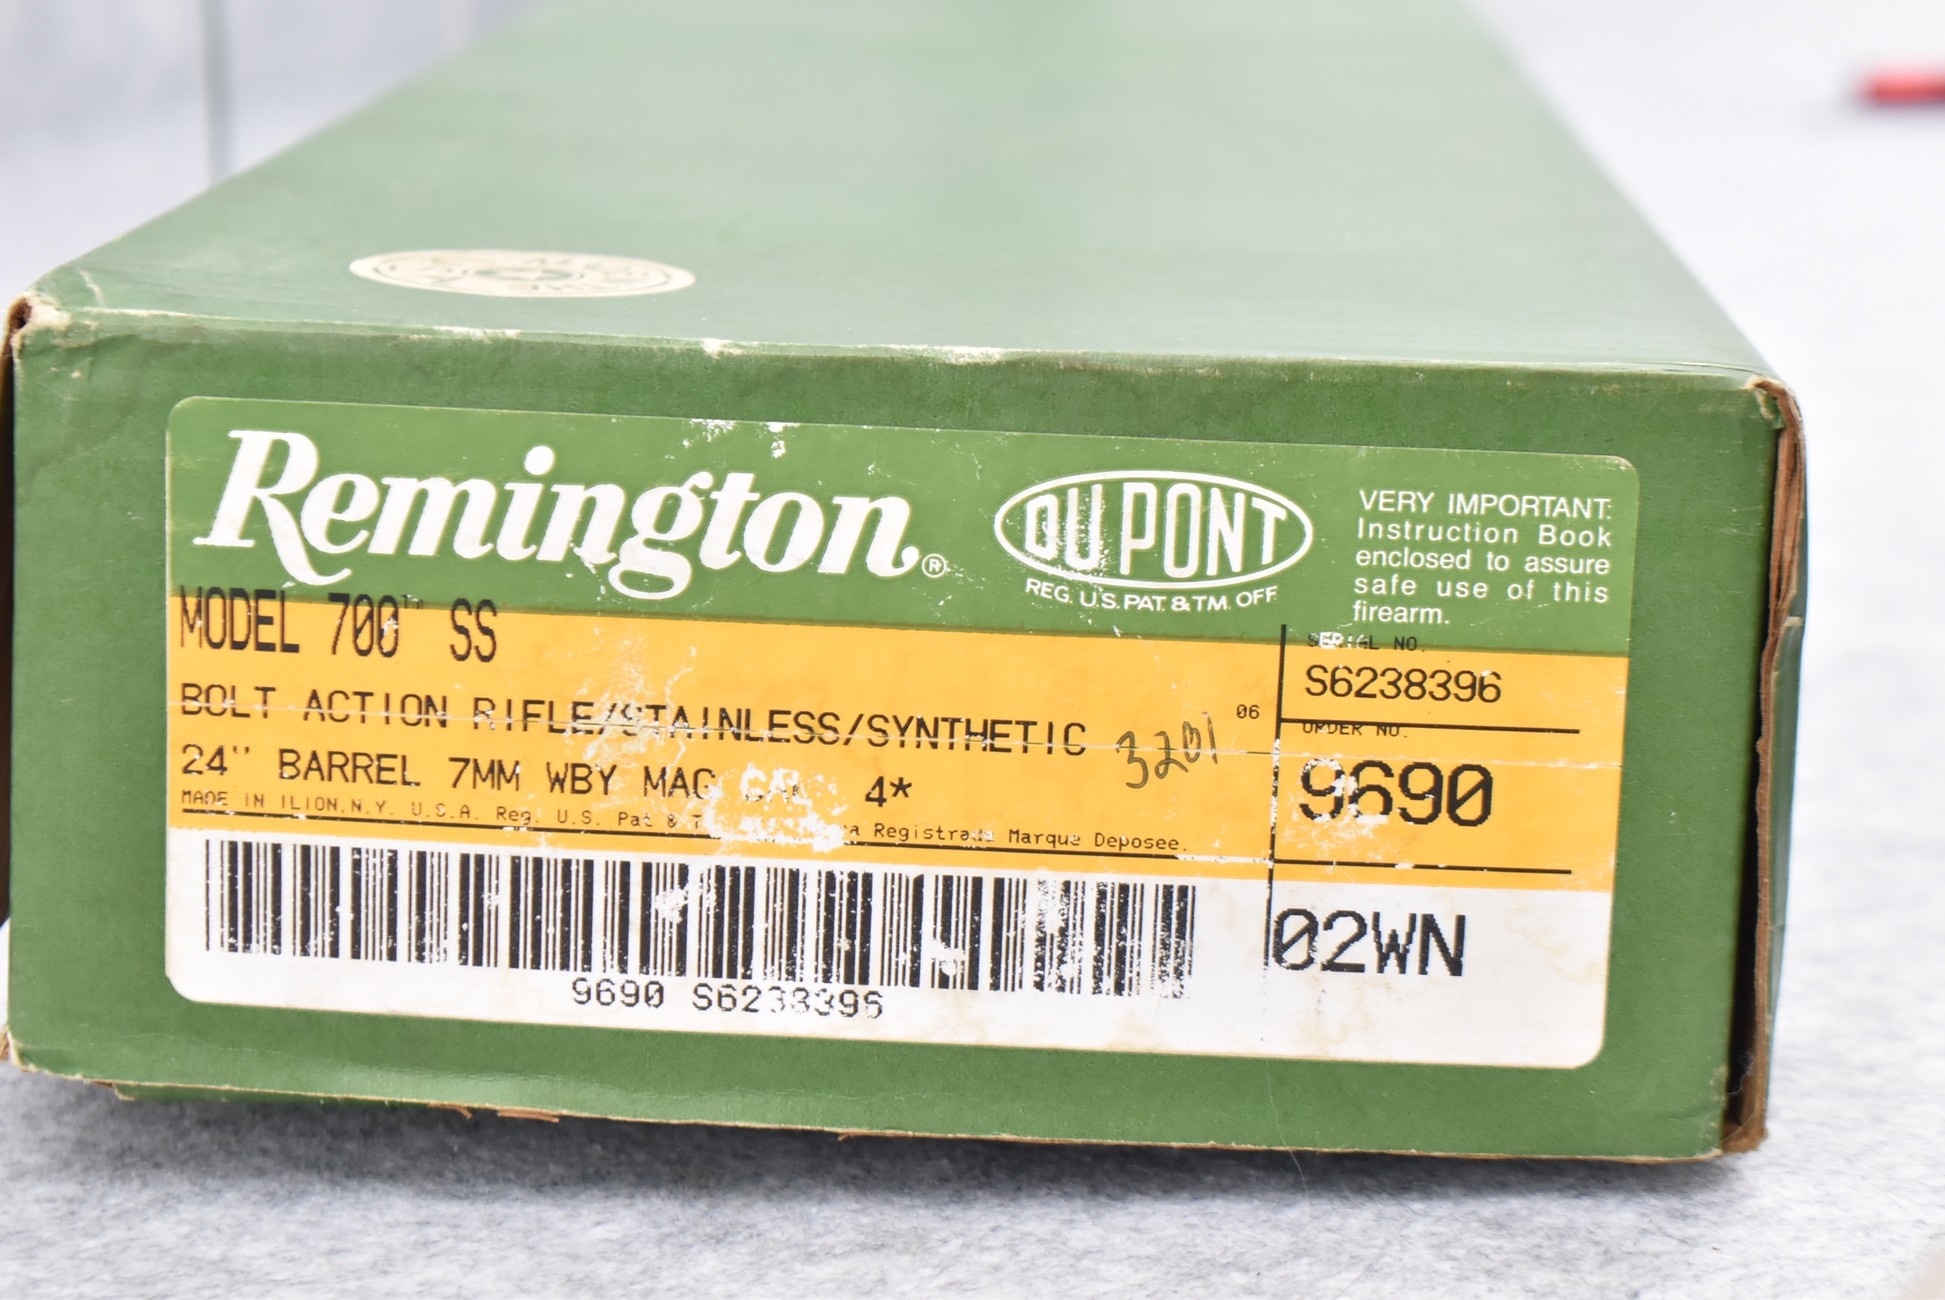 Remington®
DU PONT
REG. U.S. PAT. & TM. OFF.
VERY IMPORTANT:
Instruction Book
enclosed to assure
safe use of this
firearm.
MODEL 700™ SS
BOLT ACTION RIFLE/STAINLESS/SYNTHETIC
3201
06
24" BARREL 7MM WBY MAG CAL 4*
MADE IN ILION, N.Y. U.S.A. Reg. U.S. Pat & Registrada Marque Deposee.
SERIAL NO.
S6238396
ORDER NO.
9690
02WN
9690 S6238396